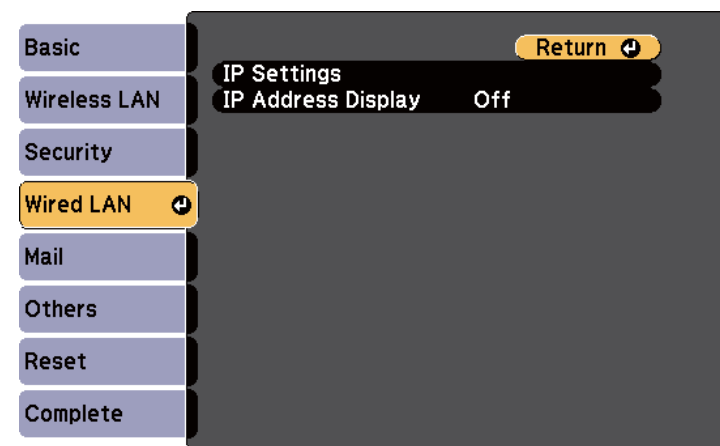 Basic
Wireless LAN
Security
Wired LAN
Mail
Others
Reset
Complete
Return
IP Settings
IP Address Display Off